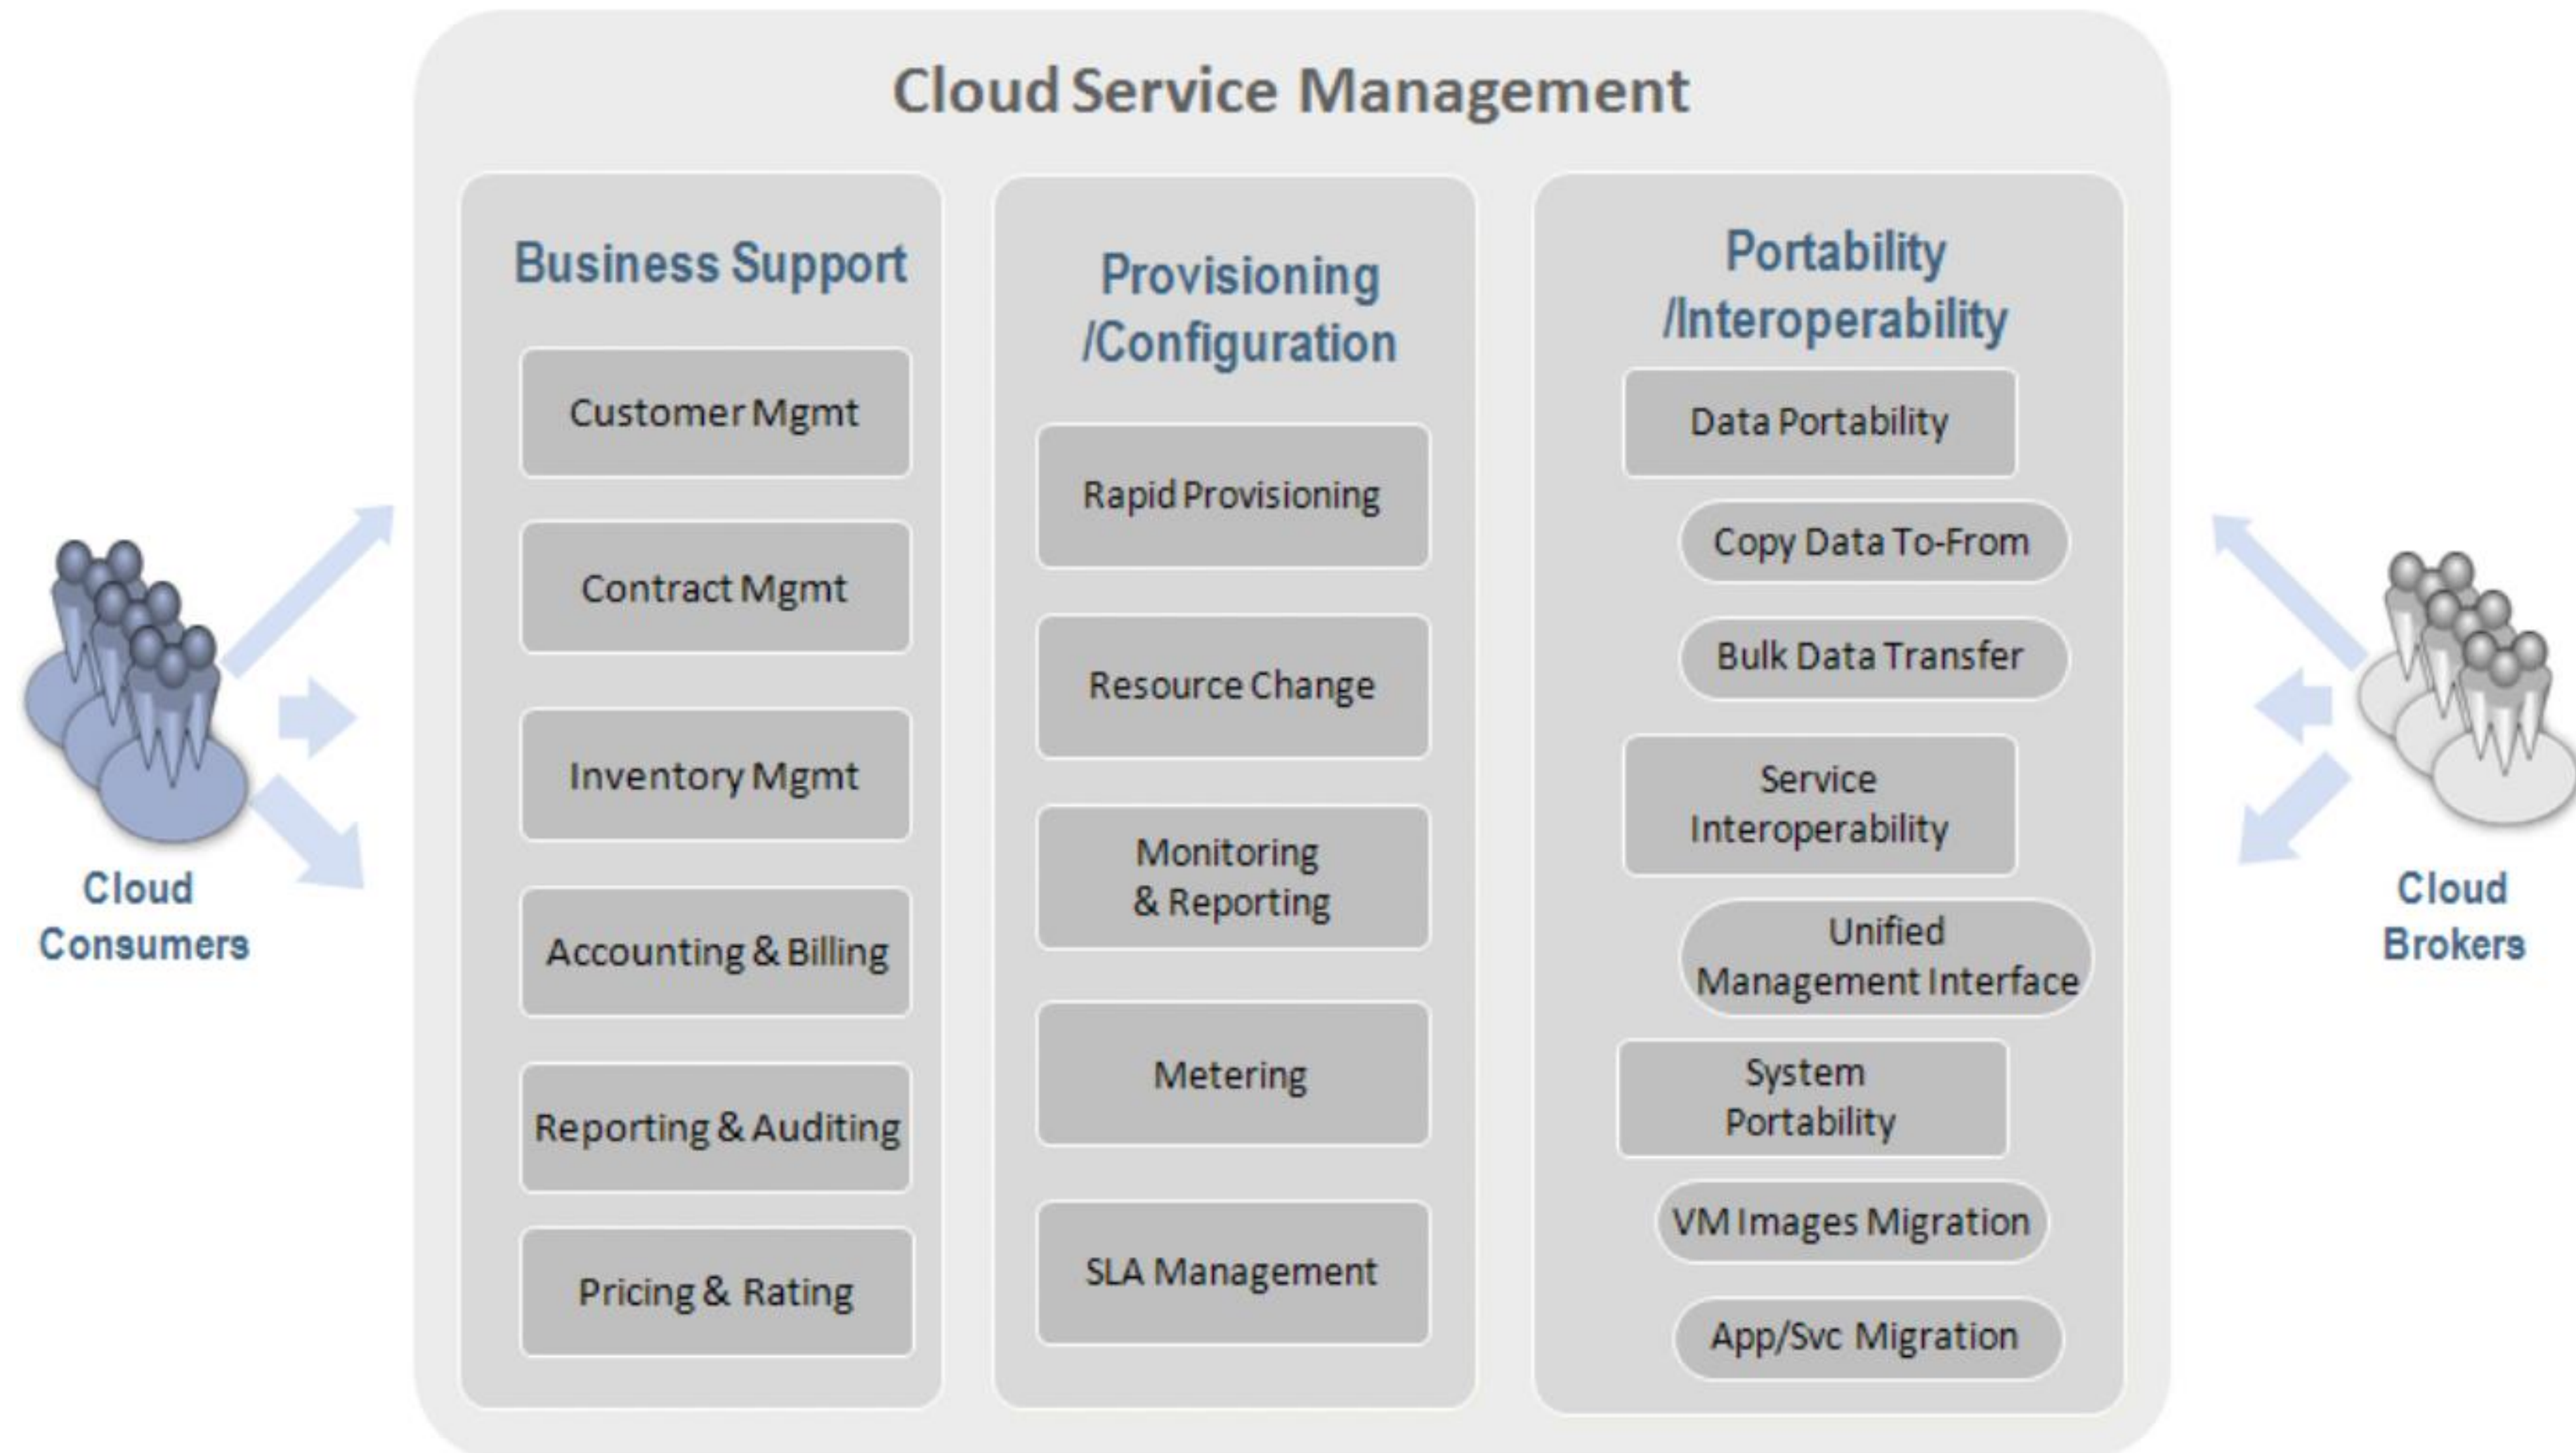 Cloud Service Management
Business Support
Customer Mgmt
Contract Mgmt
Inventory Mgmt
Accounting & Billing
Reporting & Auditing
Pricing & Rating
Provisioning
/Configuration
Rapid Provisioning
Resource Change
Monitoring
& Reporting
Metering
SLA Management
Portability
/Interoperability
Data Portability
Copy Data To-From
Bulk Data Transfer
Service
Interoperability
Unified
Management Interface
System
Portability
VM Images Migration
App/Svc Migration
Cloud
Consumers
Cloud
Brokers